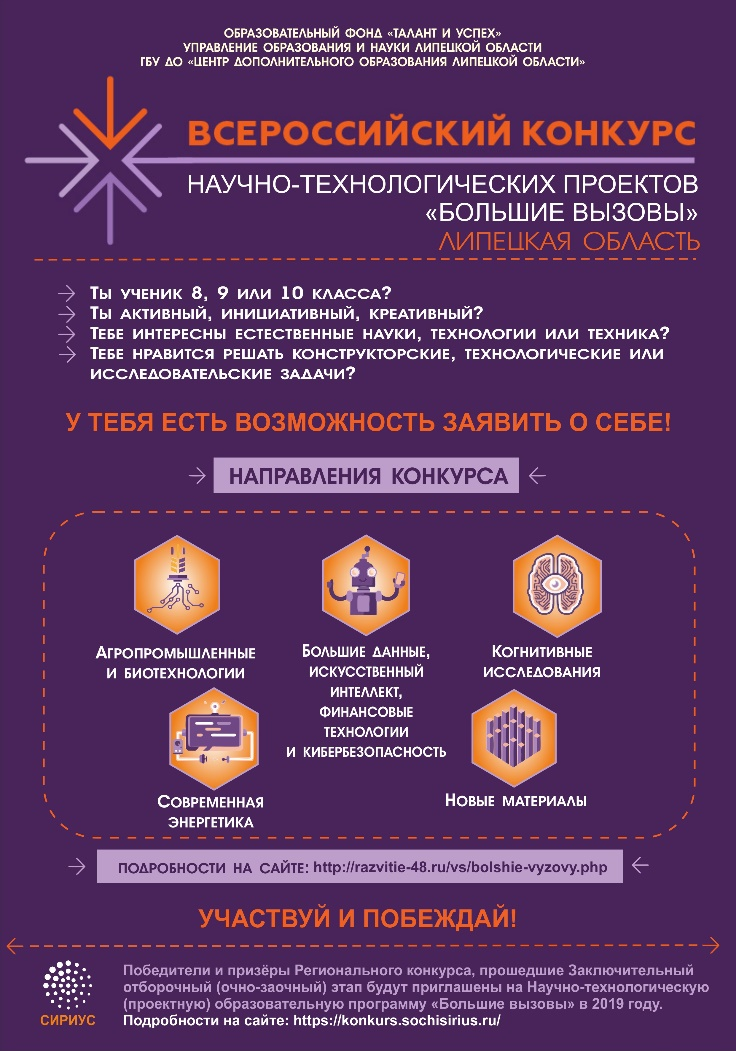 ОБРАЗОВАТЕЛЬНЫЙ ФОНД «ТАЛАНТ И УСПЕХ»
УПРАВЛЕНИЕ ОБРАЗОВАНИЯ И НАУКИ ЛИПЕЦКОЙ ОБЛАСТИ
ГБУ ДО «ЦЕНТР ДОПОЛНИТЕЛЬНОГО ОБРАЗОВАНИЯ ЛИПЕЦКОЙ ОБЛАСТИ»
ВСЕРОССИЙСКИЙ КОНКУРС
НАУЧНО-ТЕХНОЛОГИЧЕСКИХ ПРОЕКТОВ
«БОЛЬШИЕ ВЫЗОВЫ»
ЛИПЕЦКАЯ ОБЛАСТЬ
Ты ученик 8, 9 или 10 класса?
Ты активный, инициативный, креативный?
Тебе интересны естественные науки, технологии или техника?
Тебе нравится решать конструкторские, технологические или
исследовательские задачи?
У ТЕБЯ ЕСТЬ ВОЗМОЖНОСТЬ ЗАЯВИТЬ О СЕБЕ!
НАПРАВЛЕНИЯ КОНКУРСА
Агропромышленные
и биотехнологии
Большие данные,
искусственный
интеллект,
финансовые
технологии
и кибербезопасность
Когнитивные
исследования
Современная
энергетика
Новые материалы
ПОДРОБНОСТИ НА САЙТЕ: http://razvitie-48.ru/vs/bolshie-vyzovy.php
УЧАСТВУЙ И ПОБЕЖДАЙ!
СИРИУС
Победители и призёры Регионального конкурса, прошедшие Заключительный
отборочный (очно-заочный) этап будут приглашены на Научно-технологическую
(проектную) образовательную программу «Большие вызовы» в 2019 году.
Подробности на сайте: https://konkurs.sochisirius.ru/